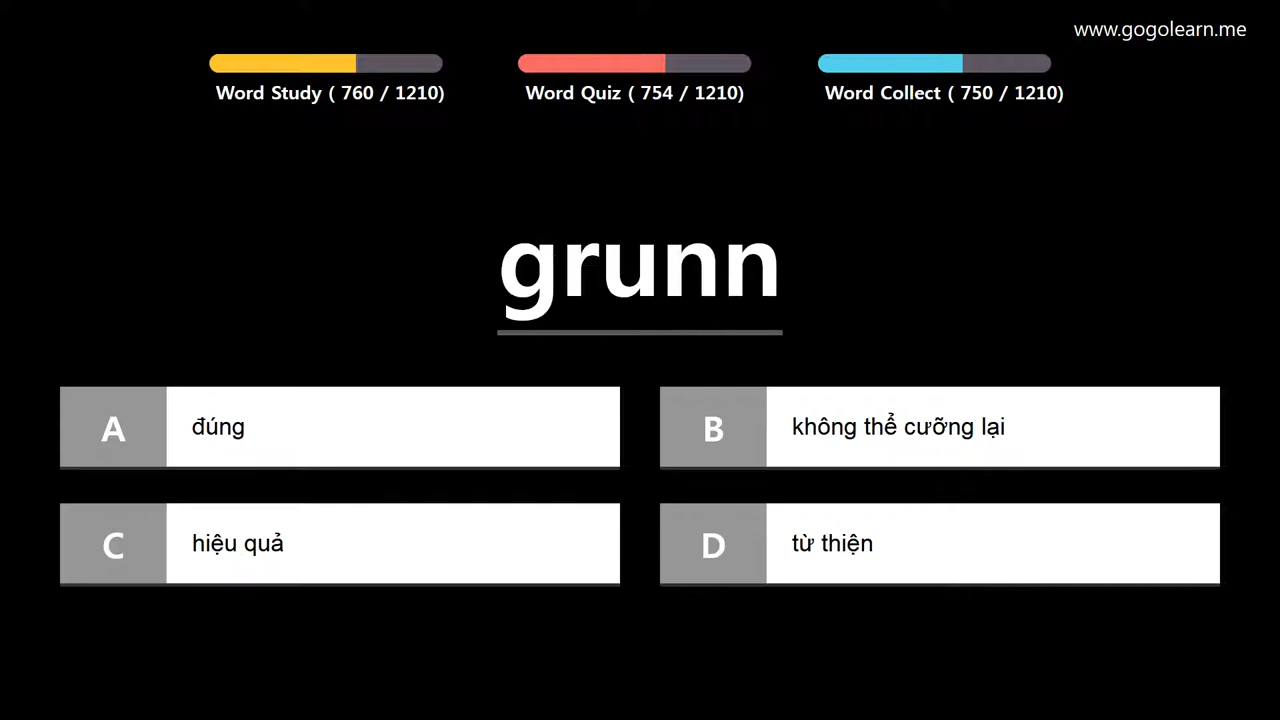 www.gogolearn.me
Word Study ( 760 / 1210)
Word Quiz ( 754 / 1210)
Word Collect ( 750 / 1210)
grunn
A đúng
B không thể cưỡng lại
C hiệu quả
D từ thiện